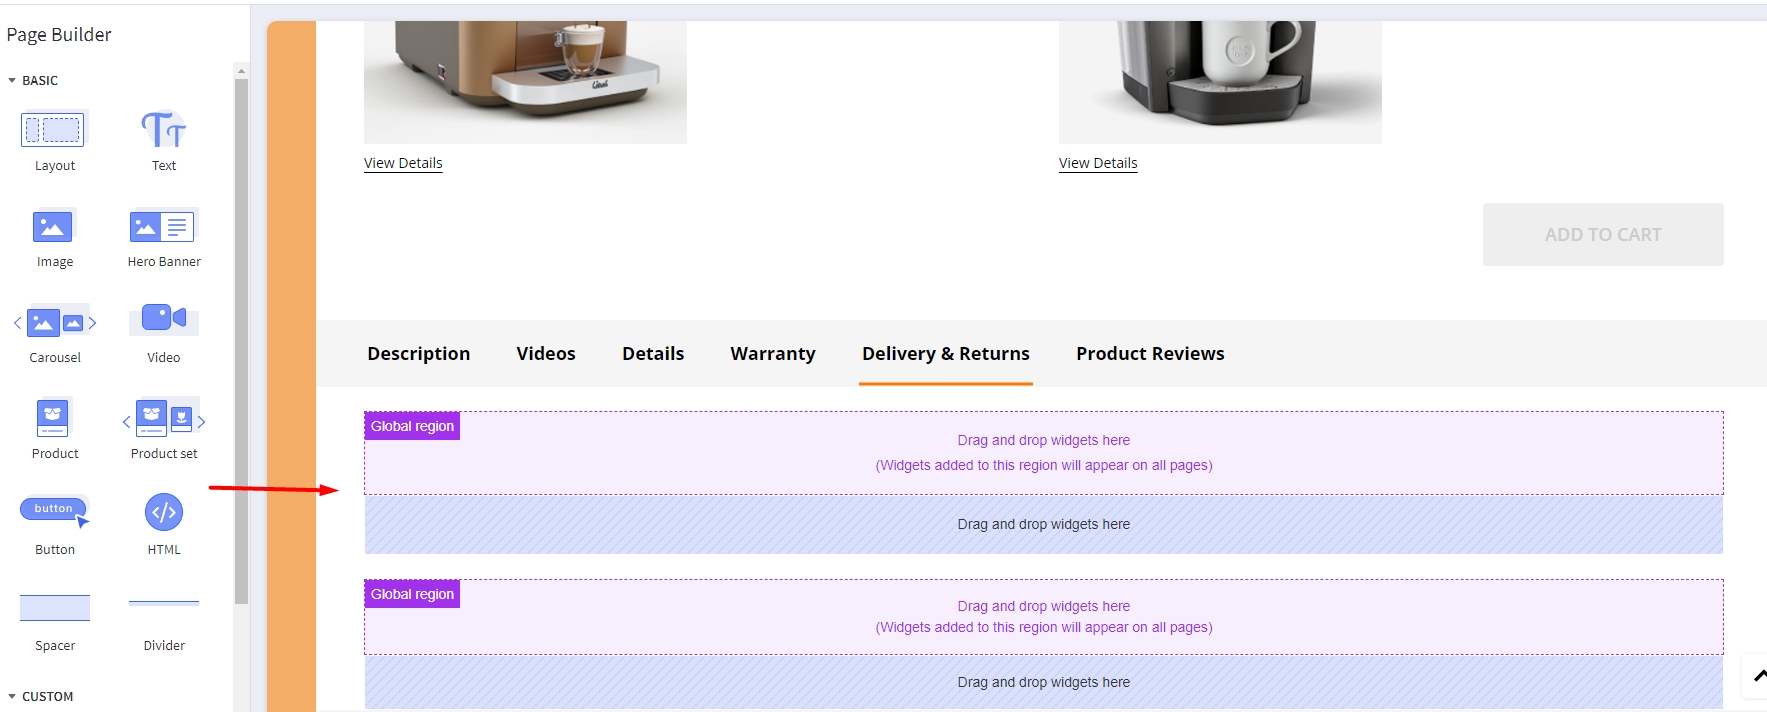 Page Builder
BASIC
Layout
Text
Image
Hero Banner
Carousel
Video
Product
Product set
button
Button
HTML
Spacer
Divider
CUSTOM
View Details
View Details
ADD TO CART
Description
Videos
Details
Warranty
Delivery & Returns
Product Reviews
Global region
Drag and drop widgets here
(Widgets added to this region will appear on all pages)
Drag and drop widgets here
Global region
Drag and drop widgets here
(Widgets added to this region will appear on all pages)
Drag and drop widgets here